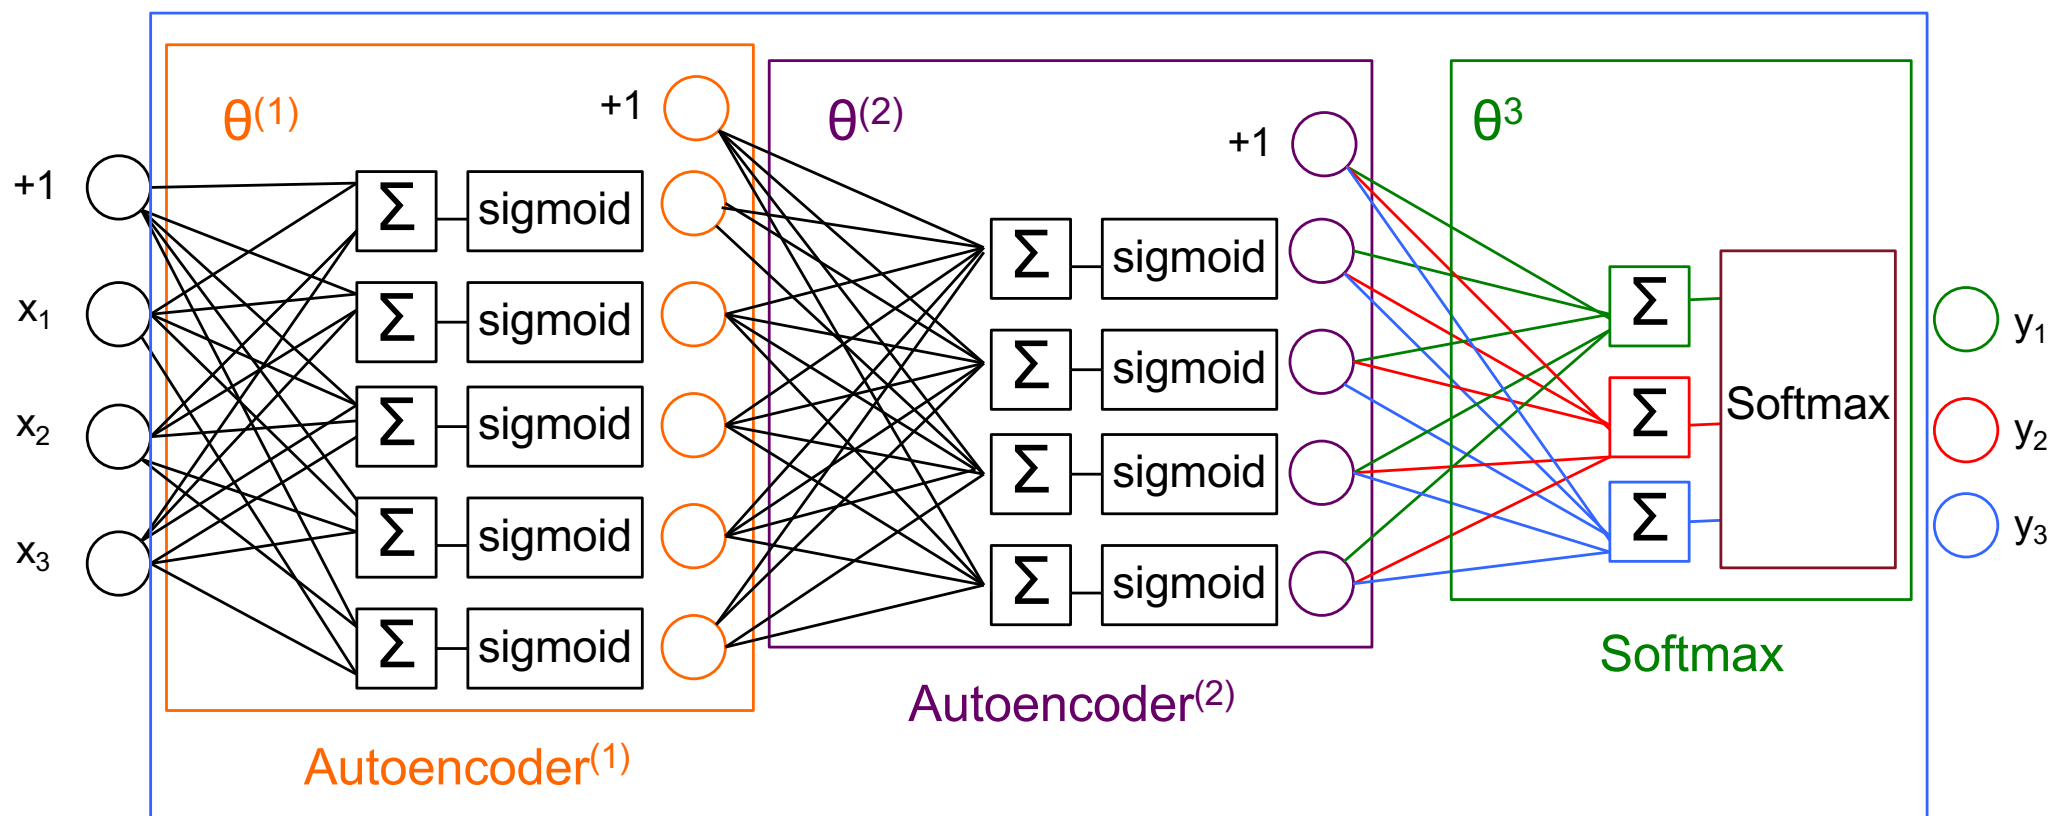 θ(1)
+1
θ(2)
+1
θ3
+1
x1
x2
x3
Σ
sigmoid
Σ
sigmoid
Σ
sigmoid
Σ
sigmoid
Σ
sigmoid
Σ
sigmoid
Σ
sigmoid
Σ
sigmoid
Σ
sigmoid
Σ
Σ
Σ
Softmax
y1
y2
y3
Autoencoder(1)
Autoencoder(2)
Softmax